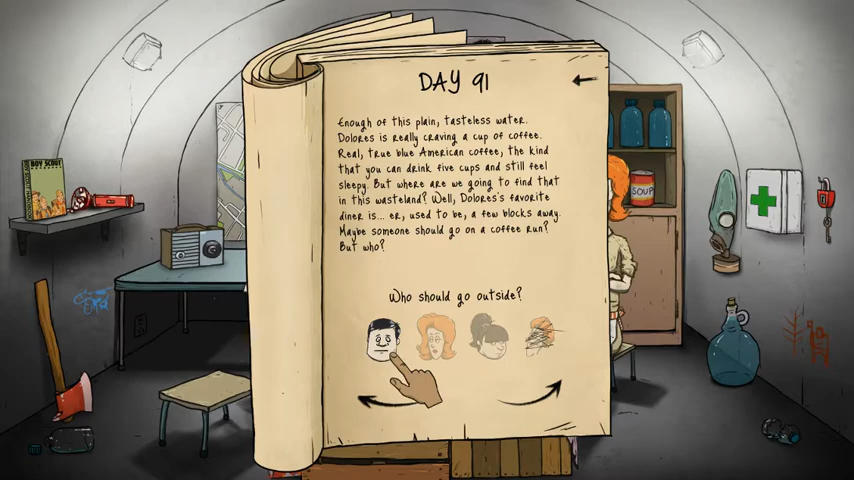 DAY 91
Enough of this plain, tasteless water.
Dolores is really craving a cup of coffee.
Real, true blue American coffee, the kind
that you can drink five cups and still feel
sleepy. But where are we going to find that
in this wasteland? Well, Dolores's favorite
diner is... er, used to be, a few blocks away.
Maybe someone should go on a coffee run?
But who?
Who should go outside?
BOY SCOUT
SOUP